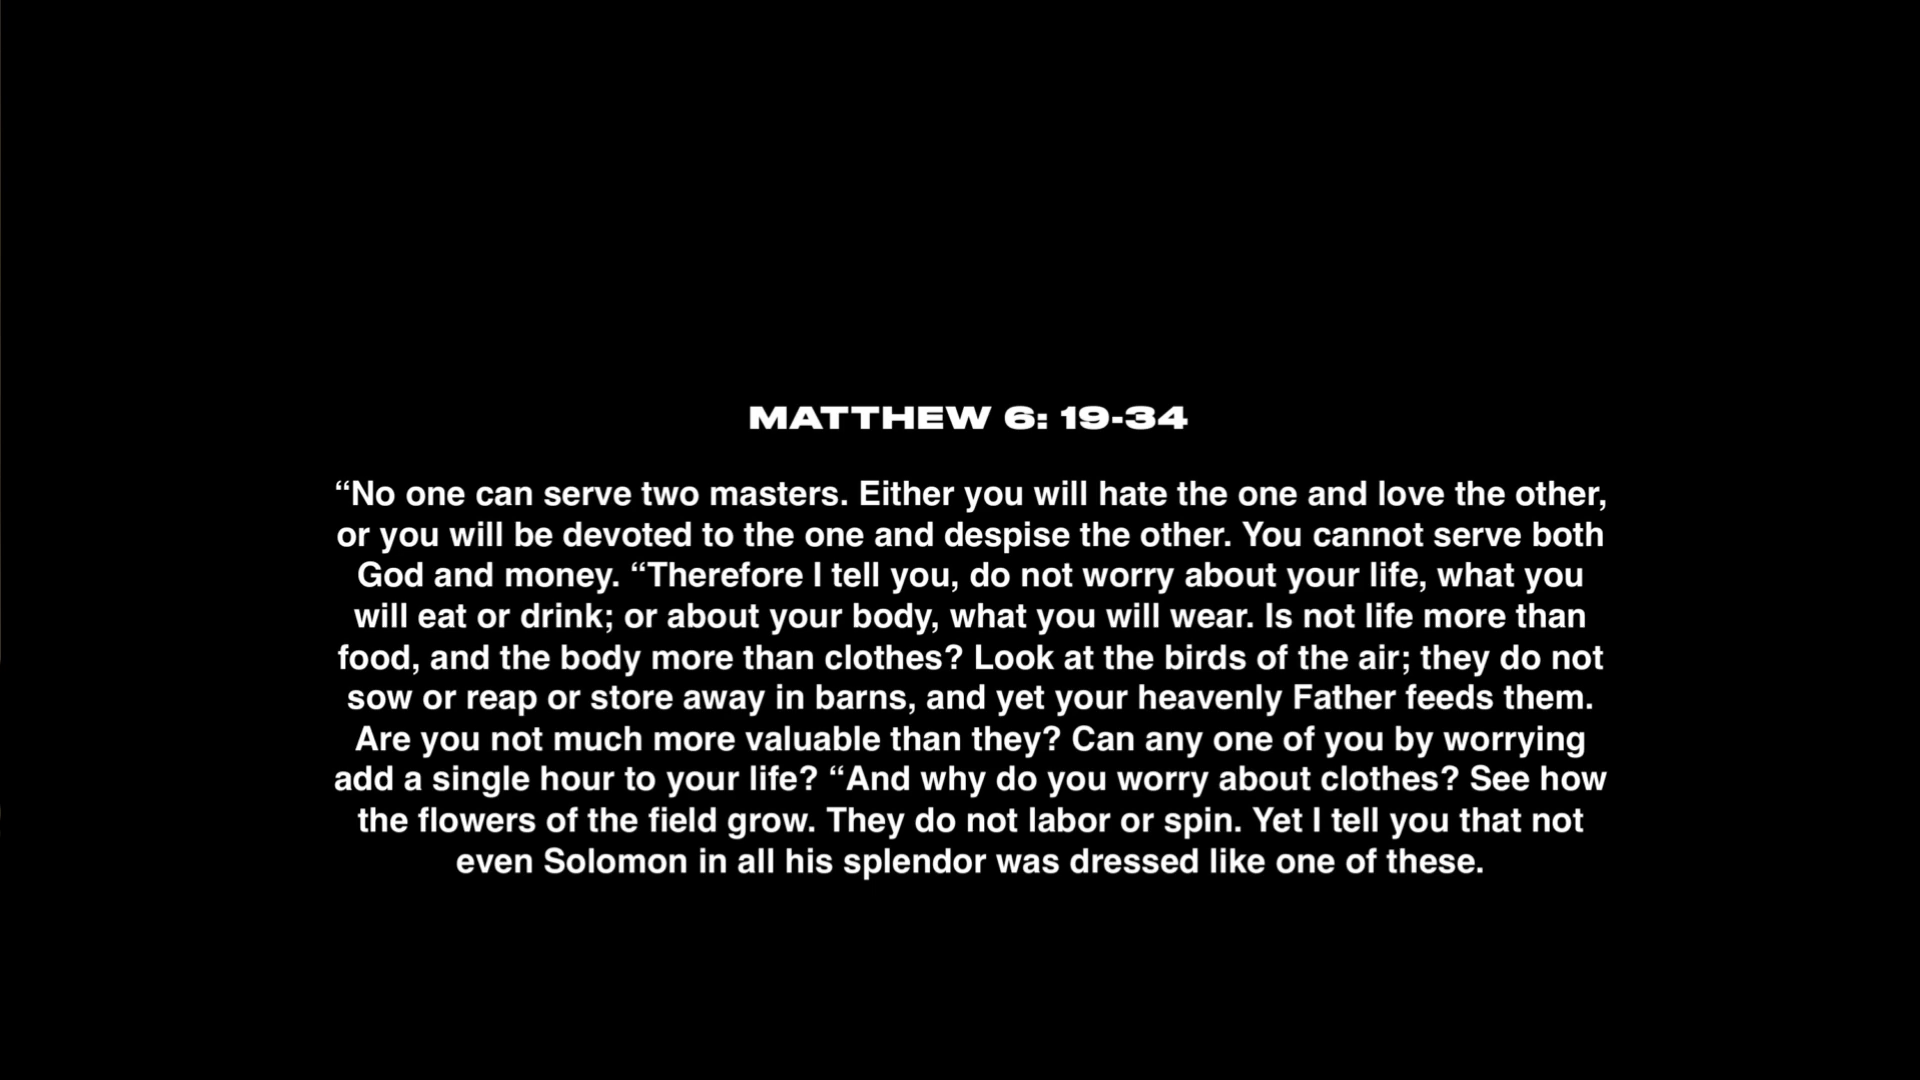 MATTHEW 6: 19-34
“No one can serve two masters. Either you will hate the one and love the other,
or you will be devoted to the one and despise the other. You cannot serve both
God and money. “Therefore I tell you, do not worry about your life, what you
will eat or drink; or about your body, what you will wear. Is not life more than
food, and the body more than clothes? Look at the birds of the air; they do not
sow or reap or store away in barns, and yet your heavenly Father feeds them.
Are you not much more valuable than they? Can any one of you by worrying
add a single hour to your life? “And why do you worry about clothes? See how
the flowers of the field grow. They do not labor or spin. Yet I tell you that not
even Solomon in all his splendor was dressed like one of these.